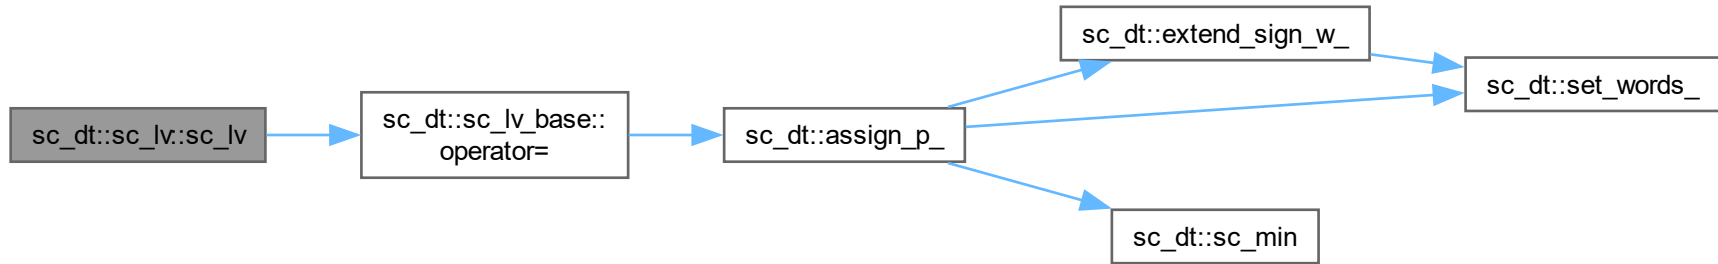 sc_dt::sc_lv::sc_lv
sc_dt::sc_lv_base::
operator=
sc_dt::assign_p_
sc_dt::extend_sign_w_
sc_dt::set_words_
sc_dt::sc_min